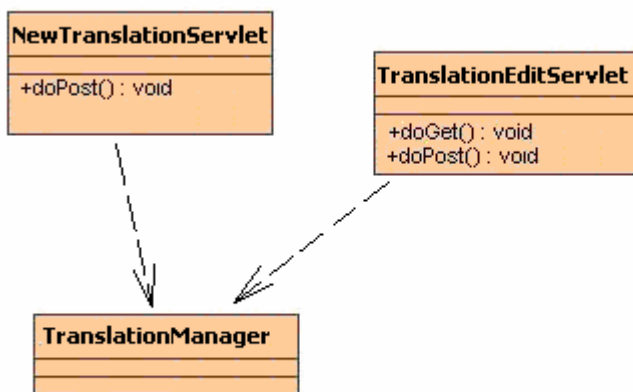 NewTranslationServlet
+doPost() : void
TranslationEditServlet
+doGet() : void
+doPost() : void
TranslationManager